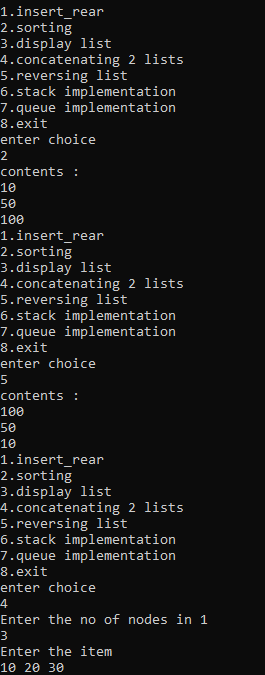 1.insert_rear
2.sorting
3.display list
4.concatenating 2 lists
5.reversing list
6.stack implementation
7.queue implementation
8.exit
enter choice
2
contents :
10
50
100
1.insert_rear
2.sorting
3.display list
4.concatenating 2 lists
5.reversing list
6.stack implementation
7.queue implementation
8.exit
enter choice
5
contents :
100
50
10
1.insert_rear
2.sorting
3.display list
4.concatenating 2 lists
5.reversing list
6.stack implementation
7.queue implementation
8.exit
enter choice
4
Enter the no of nodes in 1
3
Enter the item
10 20 30